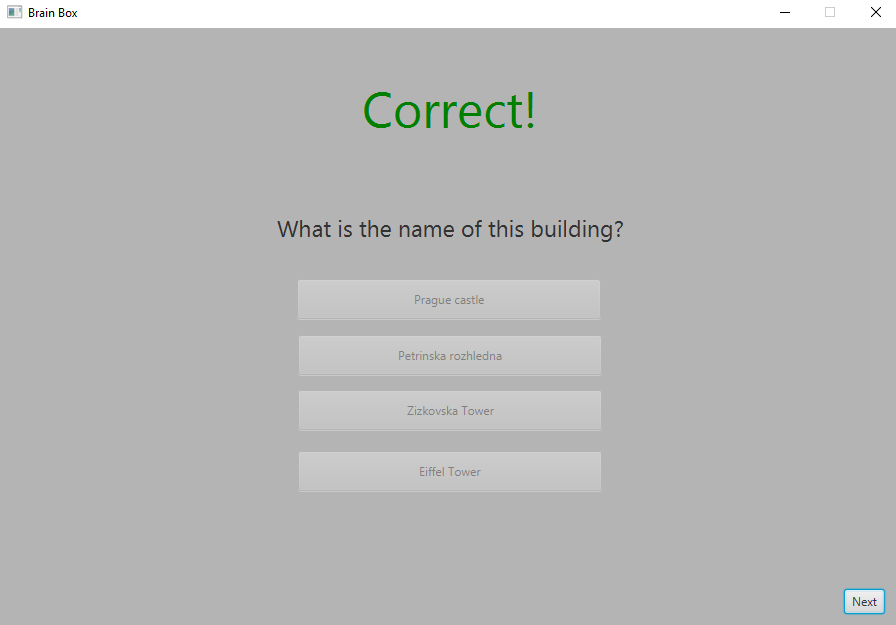 Brain Box
Correct!
What is the name of this building?
Prague castle
Petrinska rozhledna
Zizkovska Tower
Eiffel Tower
Next